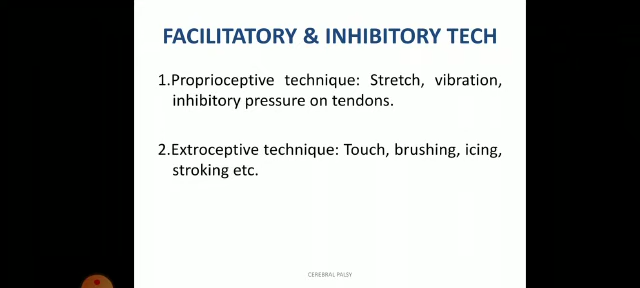 FACILITATORY & INHIBITORY TECH
1.Proprioceptive technique: Stretch, vibration,
inhibitory pressure on tendons.
2.Extroceptive technique: Touch, brushing, icing,
stroking etc.
CEREBRAL PALSY